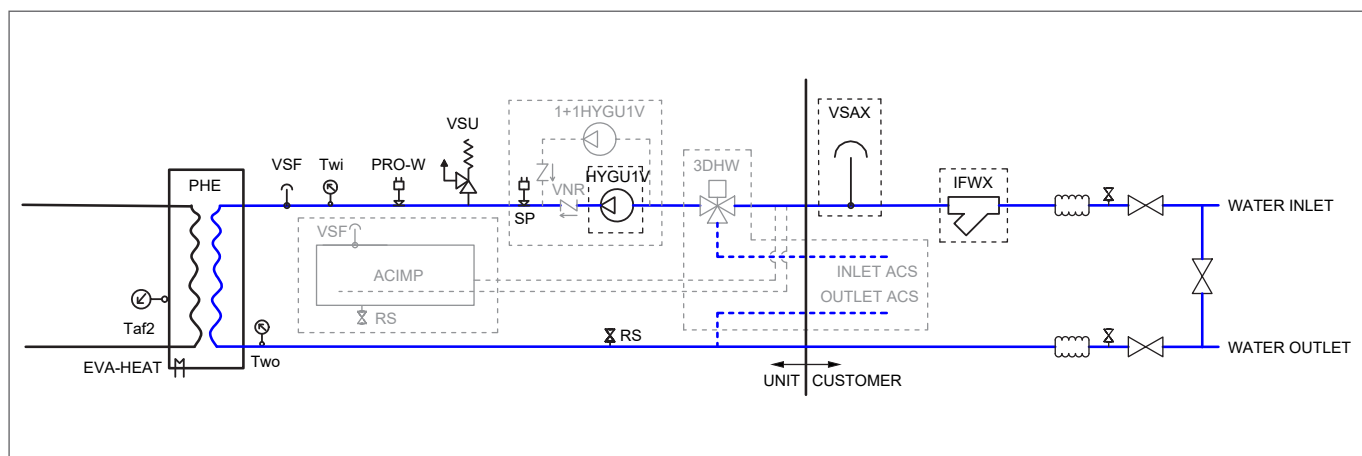 1+1HYGU1V
VSAX
VSU
VSF
Twi
PRO-W
3DHW
PHE
VNR
HYGU1V
IFWX
SP
WATER INLET
VSF
ACIMP
INLET ACS
OUTLET ACS
Taf2
RS
RS
Two
WATER OUTLET
EVA-HEAT
UNIT
CUSTOMER